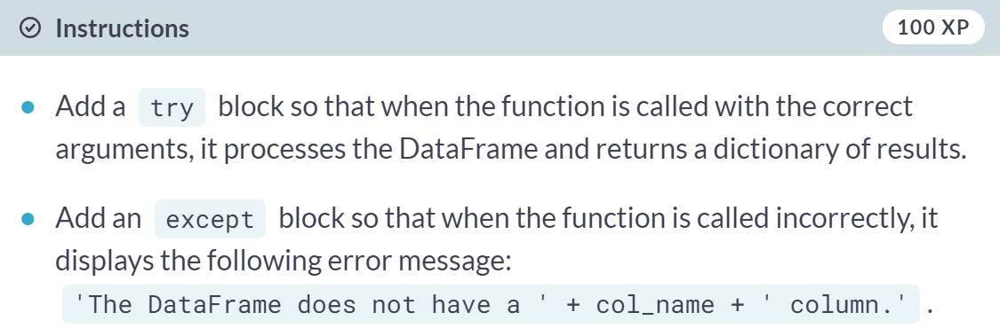 Instructions 100 XP
Add a try block so that when the function is called with the correct
arguments, it processes the DataFrame and returns a dictionary of results.
Add an except block so that when the function is called incorrectly, it
displays the following error message:
'The DataFrame does not have a ' + col_name + ' column.' .